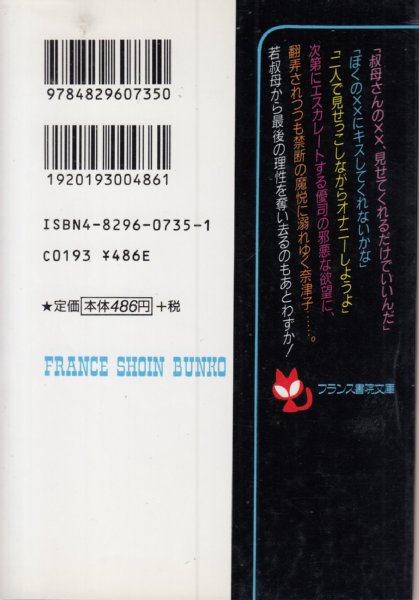 「叔母さんの××、見せてくれるだけでいいんだ」
「ぼくの××にキスしてくれないかな」
「二人で見せっこしながらオナニーしようよ」
次第にエスカレートする優司の邪悪な欲望に、
翻弄されつつも禁断の魔悦に溺れゆく奈津子……。
若叔母から最後の理性を奪い去るのもあとわずか!
フランス書院文庫
9784829607350
1920193004861
ISBN4-8296-0735-1
C0193 ¥486E
★定価 本体486円 +税
FRANCE SHOIN BUNKO